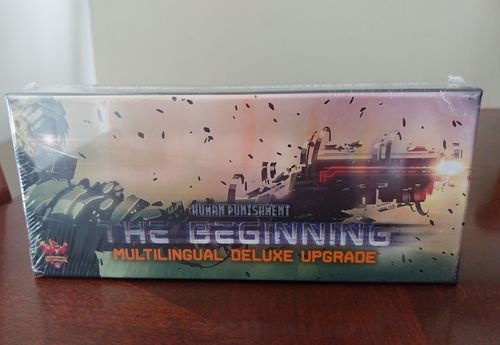 HUMAN PUNISHMENT
THE BEGINNING
MULTILINGUAL DELUXE UPGRADE